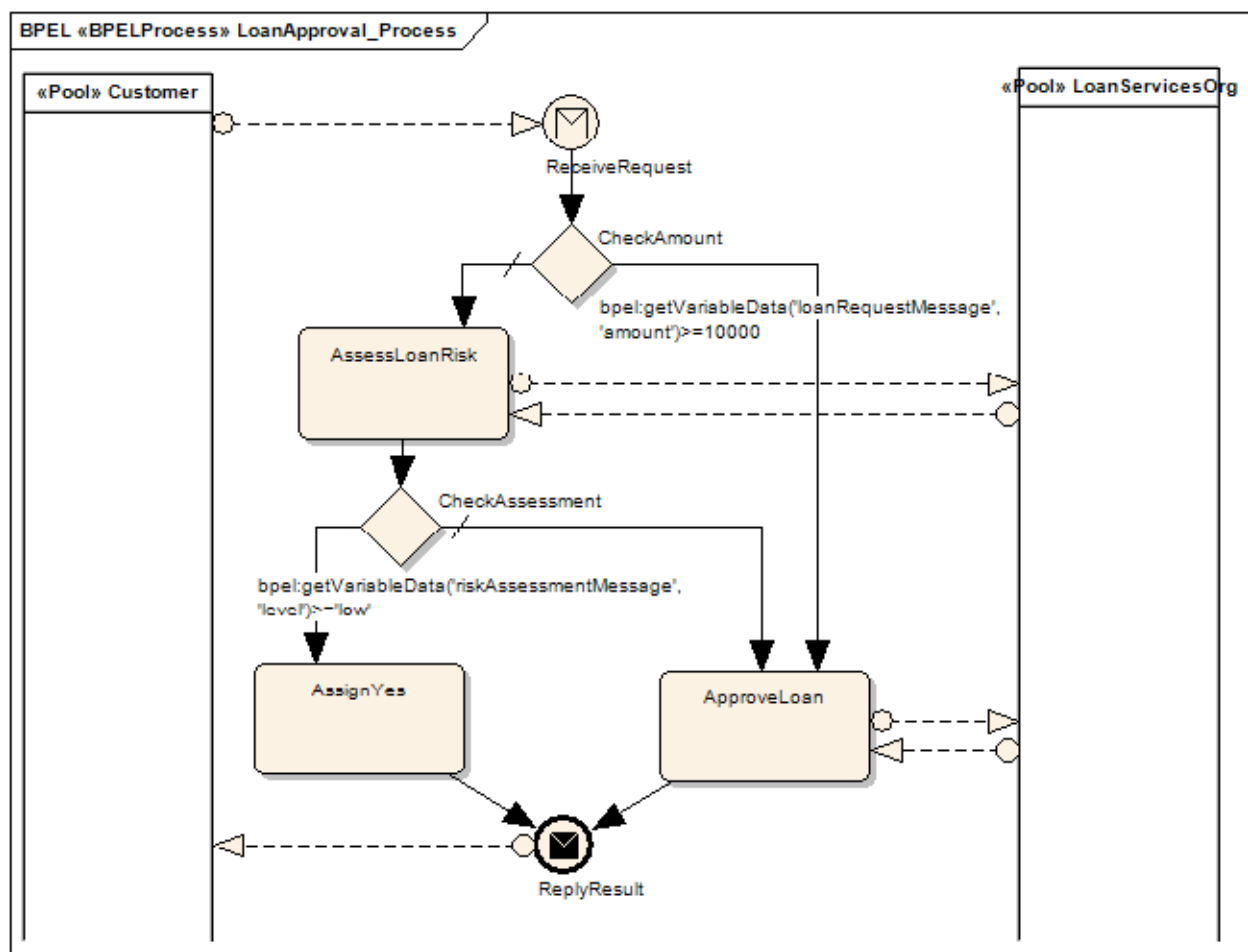 BPEL «BPELProcess» LoanApproval_Process
«Pool» Customer
«Pool» LoanServicesOrg
ReceiveRequest
CheckAmount
bpel:getVariableData('loanRequestMessage',
'amount')>=10000
AssessLoanRisk
CheckAssessment
bpel:getVariableData('riskAssessmentMessage',
'level')>='low'
AssignYes
ApproveLoan
ReplyResult